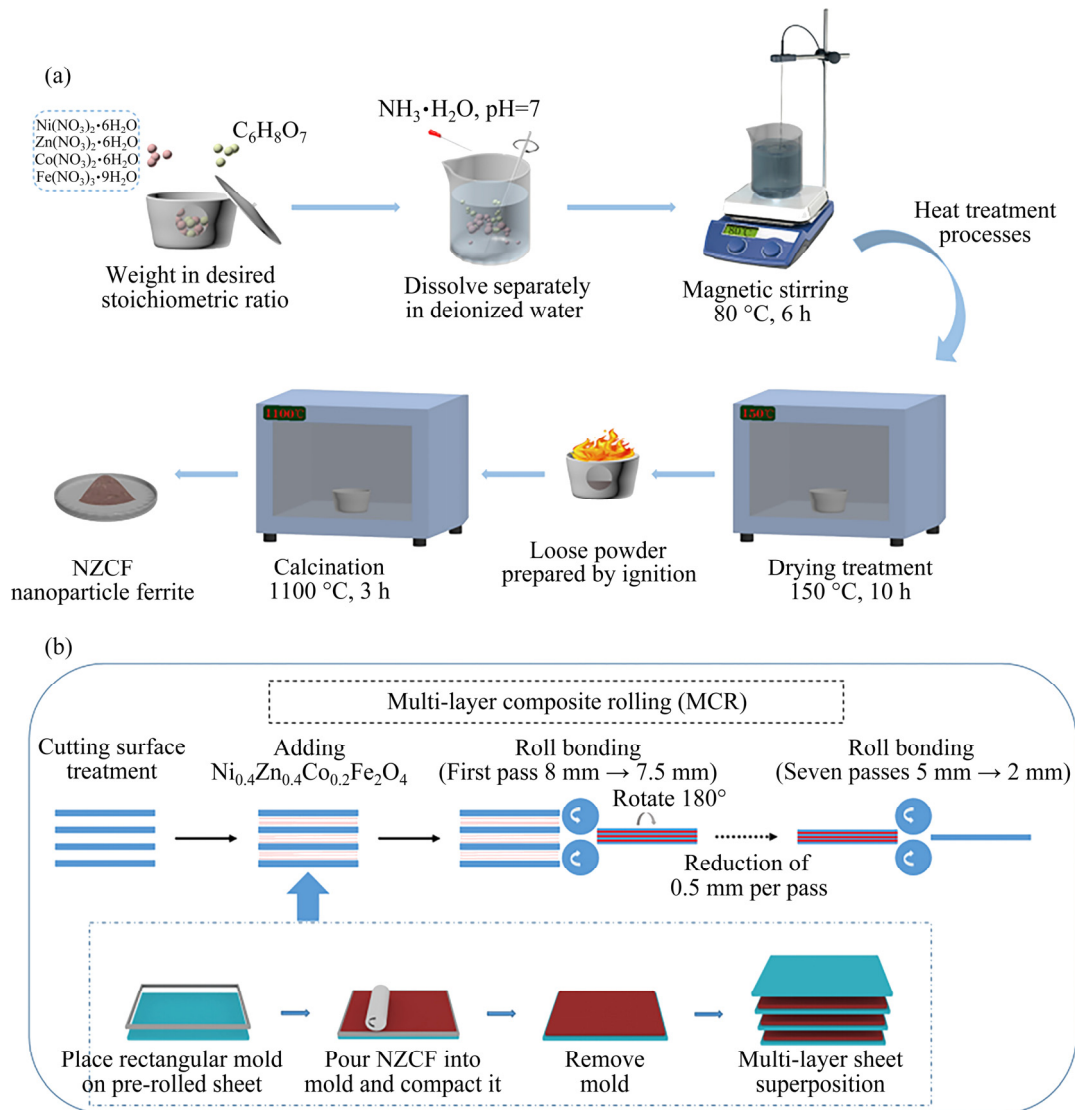 (a)
Ni(NO₃)₂•6H₂O
Zn(NO₃)₂•6H₂O
Co(NO₃)₂•6H₂O
Fe(NO₃)₃•9H₂O
C₆H₈O₇
Weight in desired
stoichiometric ratio
NH₃•H₂O, pH=7
Dissolve separately
in deionized water
80℃
Magnetic stirring
80 °C, 6 h
Heat treatment
processes
150℃
Drying treatment
150 °C, 10 h
Loose powder
prepared by ignition
1100℃
Calcination
1100 °C, 3 h
NZCF
nanoparticle ferrite
(b)
Multi-layer composite rolling (MCR)
Cutting surface
treatment
Adding
Ni₀.₄Zn₀.₄Co₀.₂Fe₂O₄
Roll bonding
(First pass 8 mm → 7.5 mm)
Rotate 180°
Reduction of
0.5 mm per pass
Roll bonding
(Seven passes 5 mm → 2 mm)
Place rectangular mold
on pre-rolled sheet
Pour NZCF into
mold and compact it
Remove
mold
Multi-layer sheet
superposition